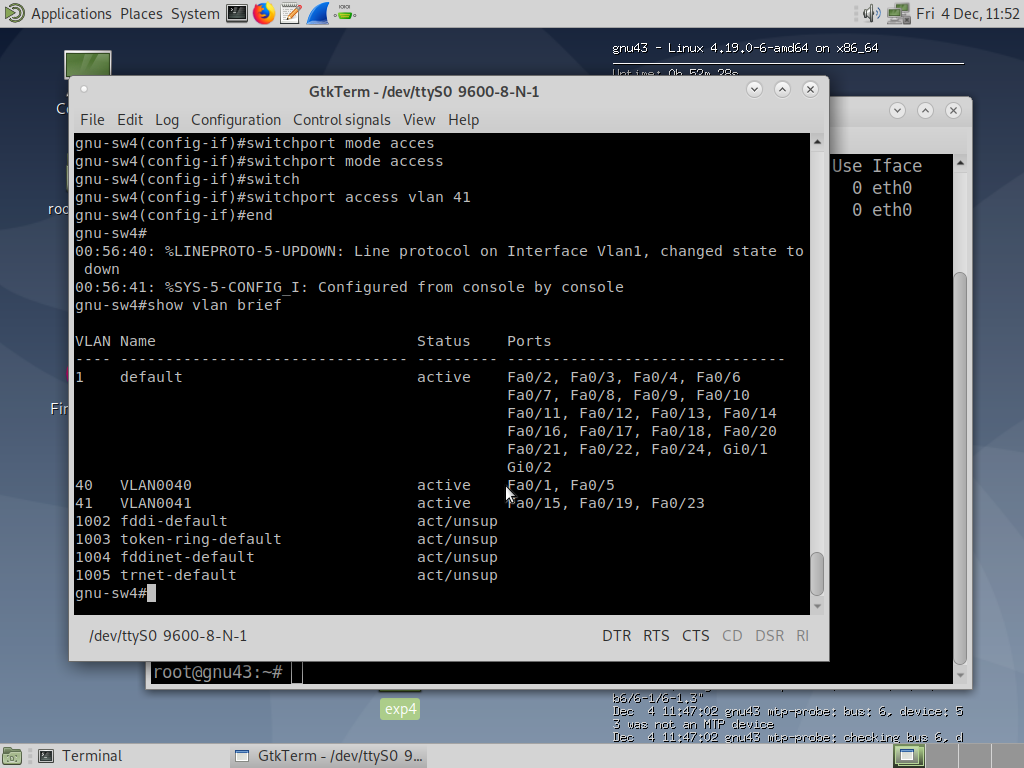 Applications Places System
Fri 4 Dec, 11:52
gnu43 - Linux 4.19.0-6-amd64 on x86_64
Uptime: 0h 52m 28s
GtkTerm - /dev/ttyS0 9600-8-N-1
File Edit Log Configuration Control signals View Help
gnu-sw4(config-if)#switchport mode acces
gnu-sw4(config-if)#switchport mode access
gnu-sw4(config-if)#switch
gnu-sw4(config-if)#switchport access vlan 41
gnu-sw4(config-if)#end
gnu-sw4#
00:56:40: %LINEPROTO-5-UPDOWN: Line protocol on Interface Vlan1, changed state to
 down
00:56:41: %SYS-5-CONFIG_I: Configured from console by console
gnu-sw4#show vlan brief
VLAN Name                             Status    Ports
---- -------------------------------- --------- -------------------------------
1    default                          active    Fa0/2, Fa0/3, Fa0/4, Fa0/6
                                                Fa0/7, Fa0/8, Fa0/9, Fa0/10
                                                Fa0/11, Fa0/12, Fa0/13, Fa0/14
                                                Fa0/16, Fa0/17, Fa0/18, Fa0/20
                                                Fa0/21, Fa0/22, Fa0/24, Gi0/1
                                                Gi0/2
40   VLAN0040                         active    Fa0/1, Fa0/5
41   VLAN0041                         active    Fa0/15, Fa0/19, Fa0/23
1002 fddi-default                     act/unsup
1003 token-ring-default               act/unsup
1004 fddinet-default                  act/unsup
1005 trnet-default                    act/unsup
gnu-sw4#
/dev/ttyS0 9600-8-N-1
DTR RTS CTS CD DSR RI
Use Iface
0 eth0
0 eth0
root@gnu43:~#
exp4
b6/6-1/6-1.3"
Dec  4 11:47:02 gnu43 mtp-probe: bus: 6, device: 5
3 was not an MTP device
Dec  4 11:47:02 gnu43 mtp-probe: checking bus 6, d
Terminal
GtkTerm - /dev/ttyS0 9...